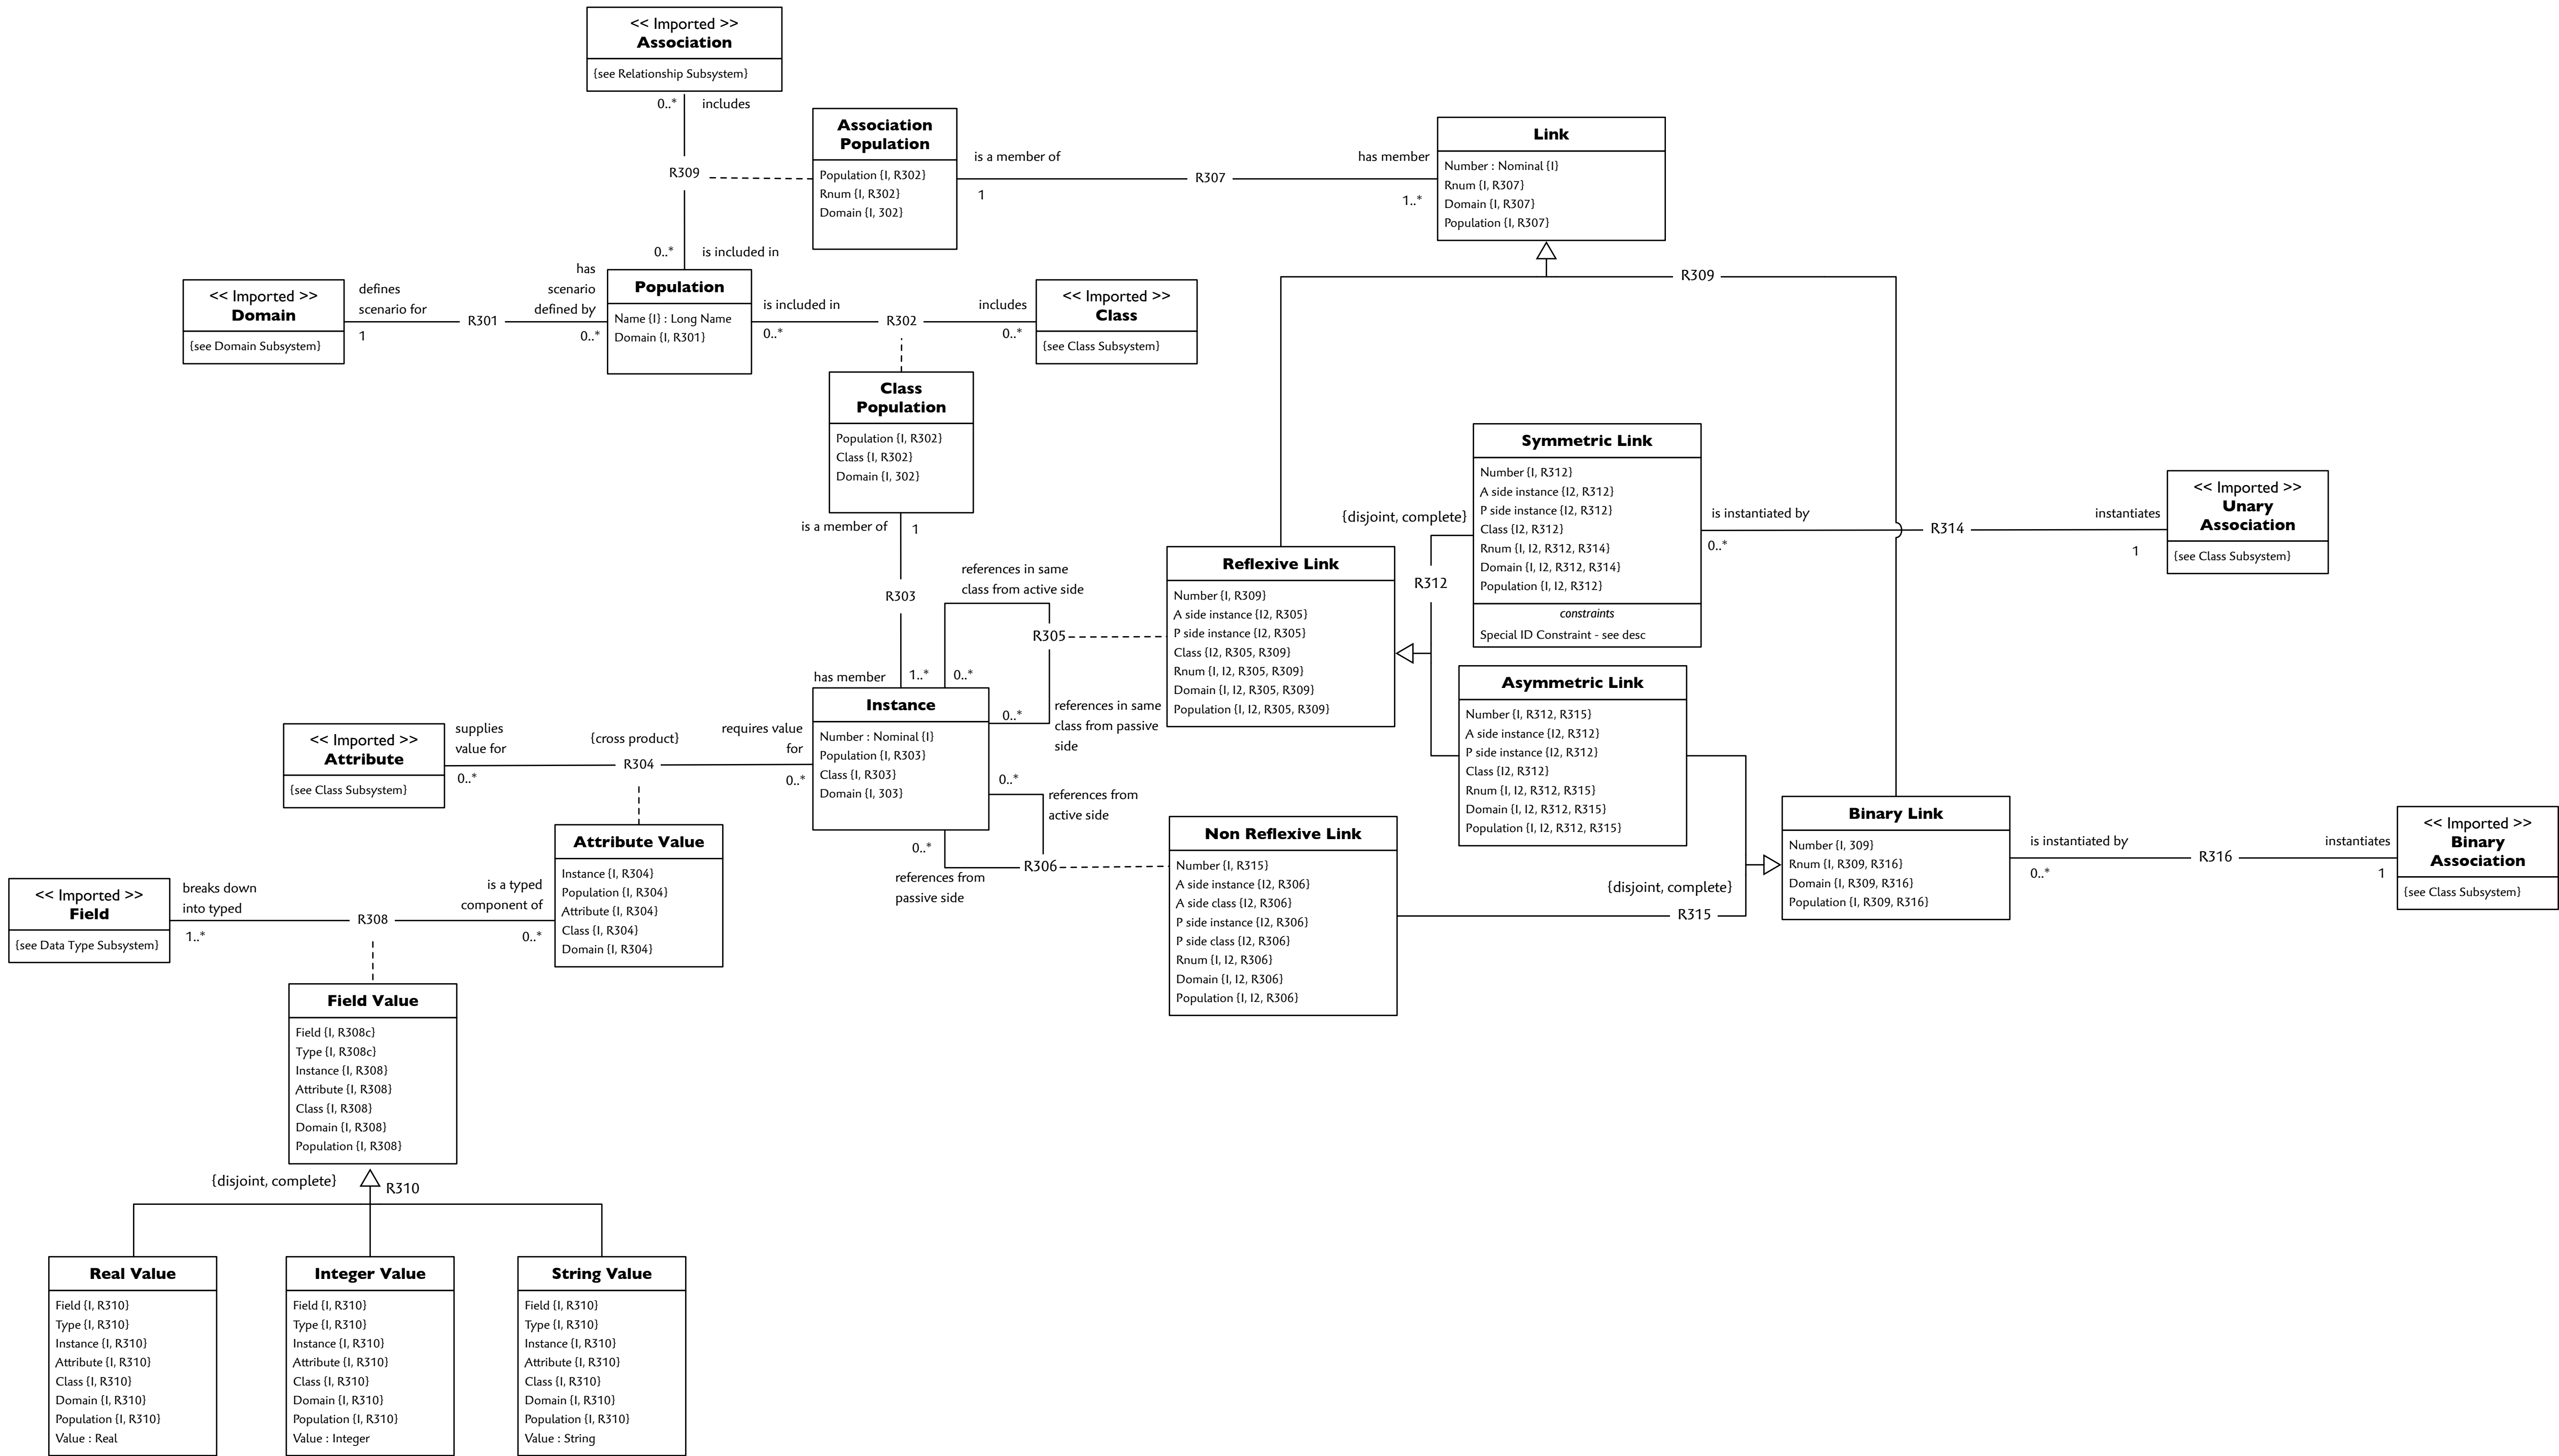 << Imported >>
Association
{see Relationship Subsystem}
0..*
includes
R309
0..*
is included in
Association
Population
Population {I, R302}
Rnum {I, R302}
Domain {I, 302}
is a member of
1
R307
has member
1..*
Link
Number : Nominal {I}
Rnum {I, R307}
Domain {I, R307}
Population {I, R307}
R309
<< Imported >>
Domain
{see Domain Subsystem}
defines
scenario for
1
R301
has
scenario
defined by
0..*
Population
Name {I} : Long Name
Domain {I, R301}
is included in
0..*
R302
includes
0..*
<< Imported >>
Class
{see Class Subsystem}
Class
Population
Population {I, R302}
Class {I, R302}
Domain {I, 302}
is a member of
1
R303
has member
1..*
Symmetric Link
Number {I, R312}
A side instance {I2, R312}
P side instance {I2, R312}
Class {I2, R312}
Rnum {I, I2, R312, R314}
Domain {I, I2, R312, R314}
Population {I, I2, R312}
constraints
Special ID Constraint - see desc
{disjoint, complete}
R312
is instantiated by
0..*
R314
instantiates
1
<< Imported >>
Unary
Association
{see Class Subsystem}
references in same
class from active side
0..*
R305
0..*
references in same
class from passive
side
Reflexive Link
Number {I, R309}
A side instance {I2, R305}
P side instance {I2, R305}
Class {I2, R305, R309}
Rnum {I, I2, R305, R309}
Domain {I, I2, R305, R309}
Population {I, I2, R305, R309}
Asymmetric Link
Number {I, R312, R315}
A side instance {I2, R312}
P side instance {I2, R312}
Class {I2, R312}
Rnum {I, I2, R312, R315}
Domain {I, I2, R312, R315}
Population {I, I2, R312, R315}
Instance
Number : Nominal {I}
Population {I, R303}
Class {I, R303}
Domain {I, 303}
<< Imported >>
Attribute
{see Class Subsystem}
supplies
value for
0..*
{cross product}
R304
requires value
for
0..*
0..*
references from
active side
R306
0..*
references from
passive side
Non Reflexive Link
Number {I, R315}
A side instance {I2, R306}
A side class {I2, R306}
P side instance {I2, R306}
P side class {I2, R306}
Rnum {I, I2, R306}
Domain {I, I2, R306}
Population {I, I2, R306}
{disjoint, complete}
R315
Binary Link
Number {I, 309}
Rnum {I, R309, R316}
Domain {I, R309, R316}
Population {I, R309, R316}
is instantiated by
0..*
R316
instantiates
1
<< Imported >>
Binary
Association
{see Class Subsystem}
Attribute Value
Instance {I, R304}
Population {I, R304}
Attribute {I, R304}
Class {I, R304}
Domain {I, R304}
<< Imported >>
Field
{see Data Type Subsystem}
breaks down
into typed
1..*
R308
is a typed
component of
0..*
Field Value
Field {I, R308c}
Type {I, R308c}
Instance {I, R308}
Attribute {I, R308}
Class {I, R308}
Domain {I, R308}
Population {I, R308}
{disjoint, complete}
R310
Real Value
Field {I, R310}
Type {I, R310}
Instance {I, R310}
Attribute {I, R310}
Class {I, R310}
Domain {I, R310}
Population {I, R310}
Value : Real
Integer Value
Field {I, R310}
Type {I, R310}
Instance {I, R310}
Attribute {I, R310}
Class {I, R310}
Domain {I, R310}
Population {I, R310}
Value : Integer
String Value
Field {I, R310}
Type {I, R310}
Instance {I, R310}
Attribute {I, R310}
Class {I, R310}
Domain {I, R310}
Population {I, R310}
Value : String